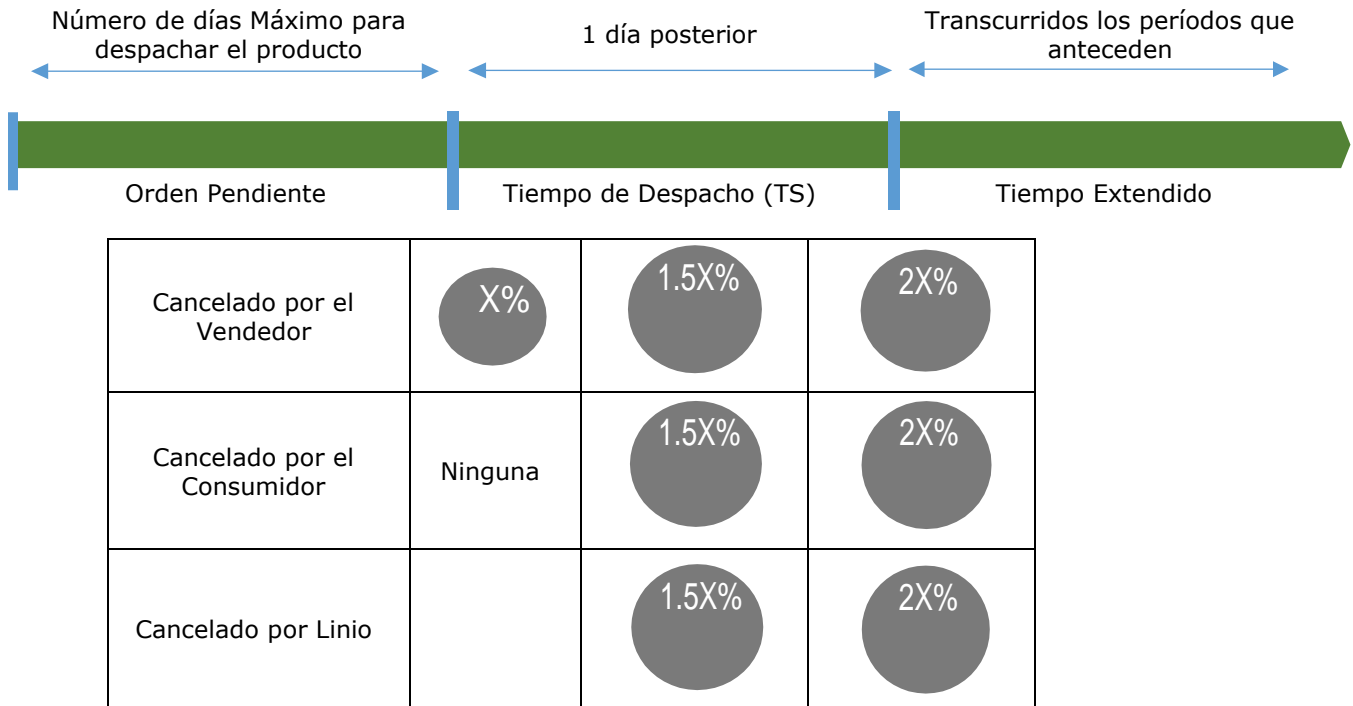 Número de días Máximo para
despachar el producto
1 día posterior
Transcurridos los períodos que
anteceden
Orden Pendiente
Tiempo de Despacho (TS)
Tiempo Extendido
Cancelado por el
Vendedor
X%
1.5X%
2X%
Cancelado por el
Consumidor
Ninguna
1.5X%
2X%
Cancelado por Linio
1.5X%
2X%